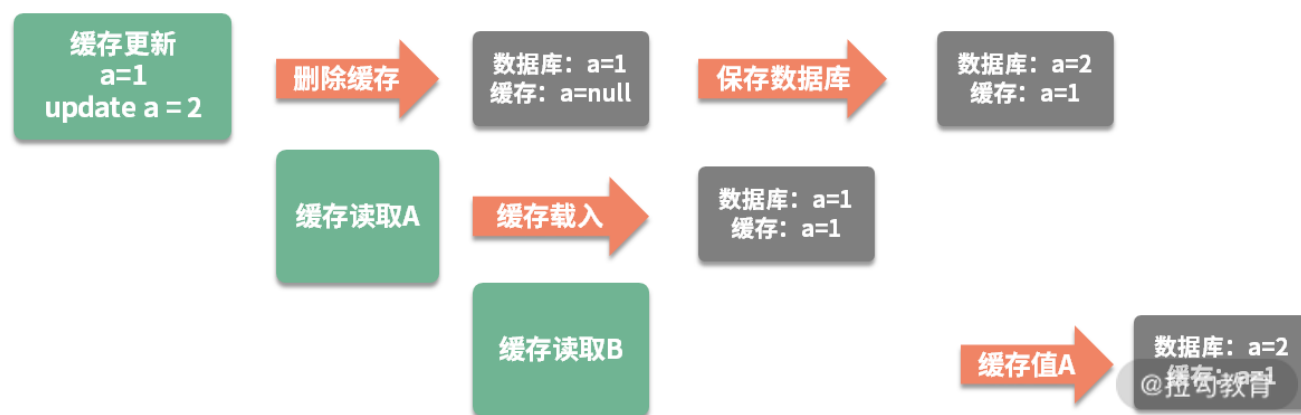 缓存更新
a=1
update a = 2
删除缓存
数据库：a=1
缓存：a=null
保存数据库
数据库：a=2
缓存：a=1
缓存读取A
缓存载入
数据库：a=1
缓存：a=1
缓存读取B
缓存值A
数据库：a=2
缓存：a=1
@拉勾教育